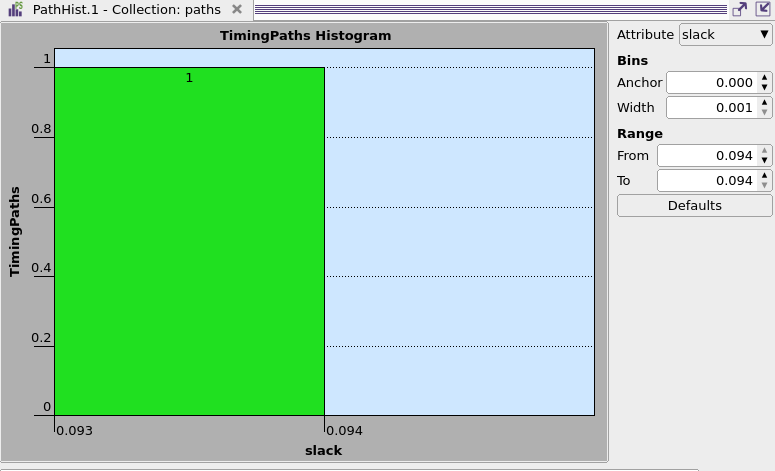 PathHist.1 - Collection: paths
TimingPaths Histogram
1
1
0.8
0.6
0.4
0.2
0
TimingPaths
0.093
0.094
slack
Attribute slack
Bins
Anchor 0.000
Width 0.001
Range
From 0.094
To 0.094
Defaults